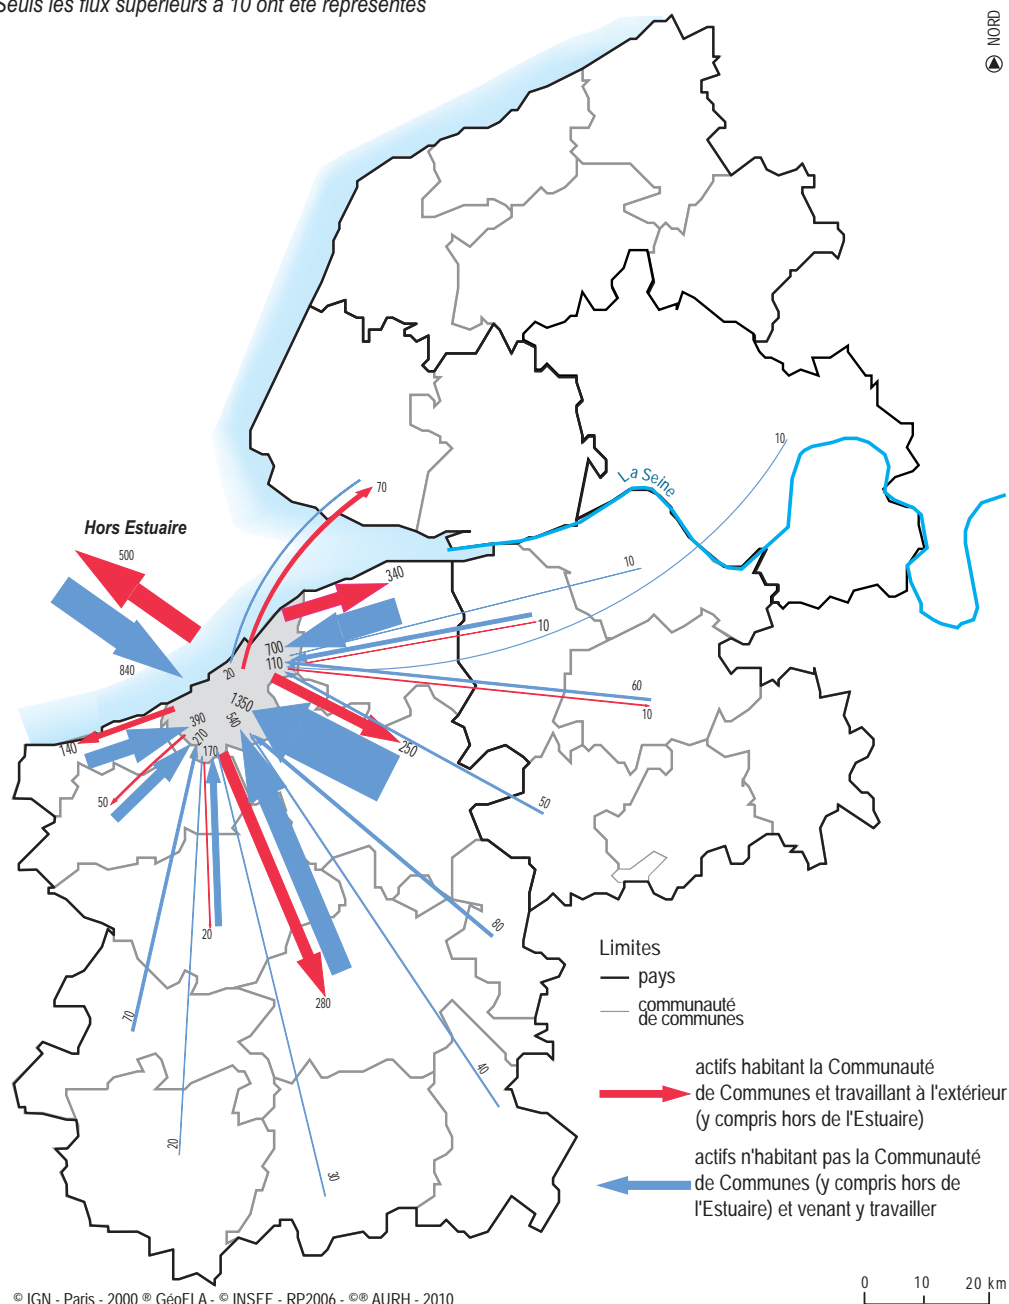 Seuls les flux supérieurs à 10 ont été représentés
NORD
La Seine
10
70
Hors Estuaire
500
340
10
10
700
110
840
20
60
10
1350
540
390
270
170
140
250
50
50
20
80
280
70
40
20
30
Limites
pays
communauté
de communes
actifs habitant la Communauté
de Communes et travaillant à l'extérieur
(y compris hors de l'Estuaire)
actifs n'habitant pas la Communauté
de Communes (y compris hors de
l'Estuaire) et venant y travailler
0 10 20 km
© IGN - Paris - 2000 ® GéoFLA - © INSEE - RP2006 - ©® AURH - 2010